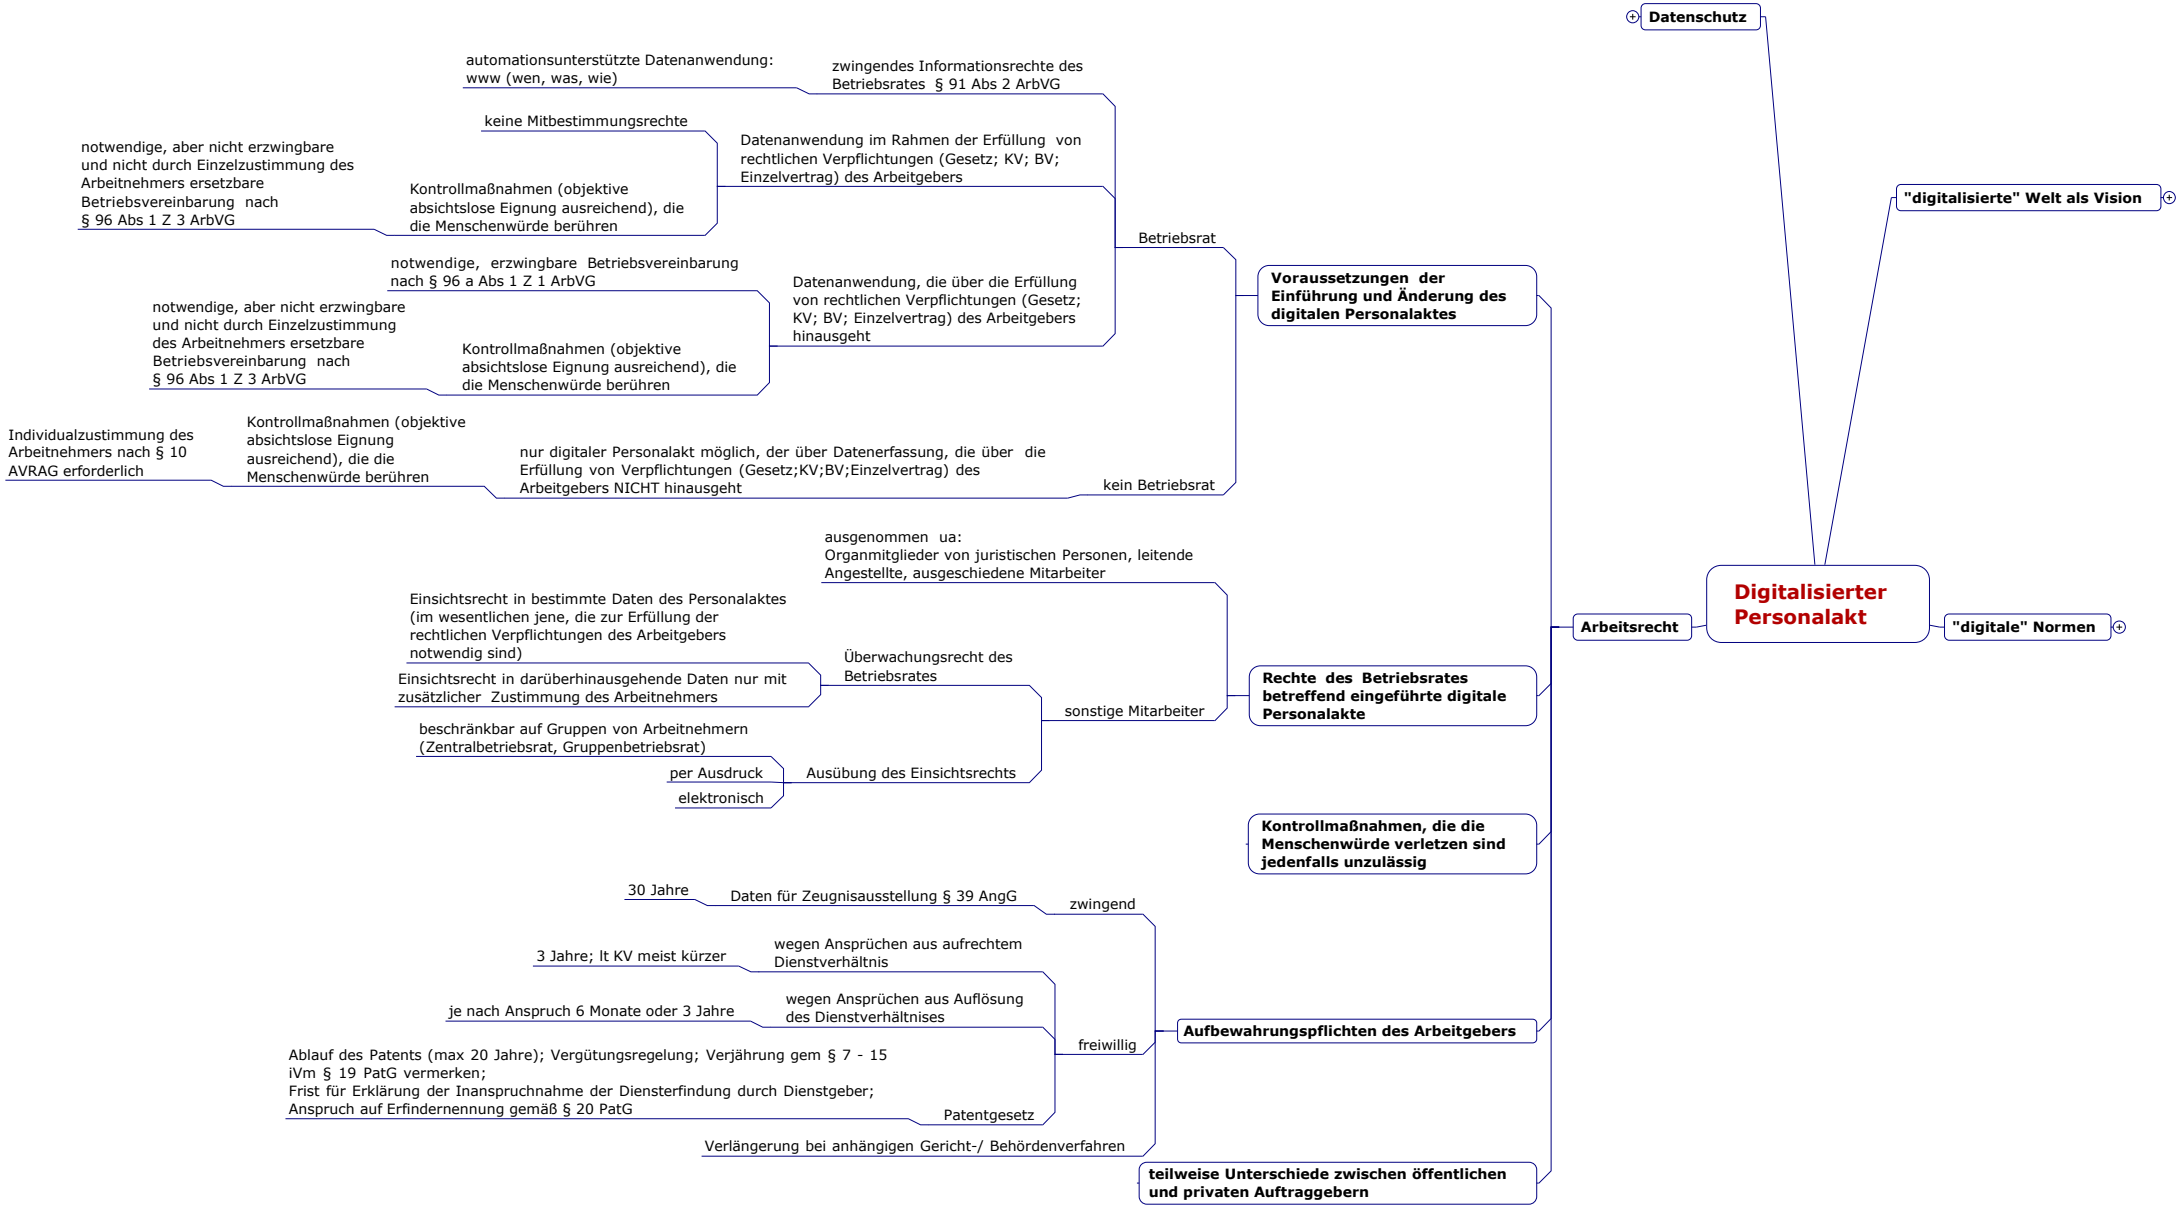 Datenschutz
"digitalisierte" Welt als Vision
Digitalisierter
Personalakt
"digitale" Normen
Arbeitsrecht
Voraussetzungen der
Einführung und Änderung des
digitalen Personalaktes
Betriebsrat
zwingendes Informationsrechte des
Betriebsrates § 91 Abs 2 ArbVG
automationsunterstützte Datenanwendung:
www (wen, was, wie)
Datenanwendung im Rahmen der Erfüllung von
rechtlichen Verpflichtungen (Gesetz; KV; BV;
Einzelvertrag) des Arbeitgebers
keine Mitbestimmungsrechte
Kontrollmaßnahmen (objektive
absichtslose Eignung ausreichend), die
die Menschenwürde berühren
notwendige, aber nicht erzwingbare
und nicht durch Einzelzustimmung des
Arbeitnehmers ersetzbare
Betriebsvereinbarung nach
§ 96 Abs 1 Z 3 ArbVG
Datenanwendung, die über die Erfüllung
von rechtlichen Verpflichtungen (Gesetz;
KV; BV; Einzelvertrag) des Arbeitgebers
hinausgeht
notwendige, erzwingbare Betriebsvereinbarung
nach § 96 a Abs 1 Z 1 ArbVG
Kontrollmaßnahmen (objektive
absichtslose Eignung ausreichend), die
die Menschenwürde berühren
notwendige, aber nicht erzwingbare
und nicht durch Einzelzustimmung
des Arbeitnehmers ersetzbare
Betriebsvereinbarung nach
§ 96 Abs 1 Z 3 ArbVG
kein Betriebsrat
nur digitaler Personalakt möglich, der über Datenerfassung, die über die
Erfüllung von Verpflichtungen (Gesetz;KV;BV;Einzelvertrag) des
Arbeitgebers NICHT hinausgeht
Kontrollmaßnahmen (objektive
absichtslose Eignung
ausreichend), die die
Menschenwürde berühren
Individualzustimmung des
Arbeitnehmers nach § 10
AVRAG erforderlich
Rechte des Betriebsrates
betreffend eingeführte digitale
Personalakte
ausgenommen ua:
Organmitglieder von juristischen Personen, leitende
Angestellte, ausgeschiedene Mitarbeiter
sonstige Mitarbeiter
Überwachungsrecht des
Betriebsrates
Einsichtsrecht in bestimmte Daten des Personalaktes
(im wesentlichen jene, die zur Erfüllung der
rechtlichen Verpflichtungen des Arbeitgebers
notwendig sind)
Einsichtsrecht in darüberhinausgehende Daten nur mit
zusätzlicher Zustimmung des Arbeitnehmers
Ausübung des Einsichtsrechts
beschränkbar auf Gruppen von Arbeitnehmern
(Zentralbetriebsrat, Gruppenbetriebsrat)
per Ausdruck
elektronisch
Kontrollmaßnahmen, die die
Menschenwürde verletzen sind
jedenfalls unzulässig
Aufbewahrungspflichten des Arbeitgebers
zwingend
Daten für Zeugnisausstellung § 39 AngG
30 Jahre
freiwillig
wegen Ansprüchen aus aufrechtem
Dienstverhältnis
3 Jahre; lt KV meist kürzer
wegen Ansprüchen aus Auflösung
des Dienstverhältnises
je nach Anspruch 6 Monate oder 3 Jahre
Patentgesetz
Ablauf des Patents (max 20 Jahre); Vergütungsregelung; Verjährung gem § 7 - 15
iVm § 19 PatG vermerken;
Frist für Erklärung der Inanspruchnahme der Diensterfindung durch Dienstgeber;
Anspruch auf Erfindernennung gemäß § 20 PatG
Verlängerung bei anhängigen Gericht-/ Behördenverfahren
teilweise Unterschiede zwischen öffentlichen
und privaten Auftraggebern